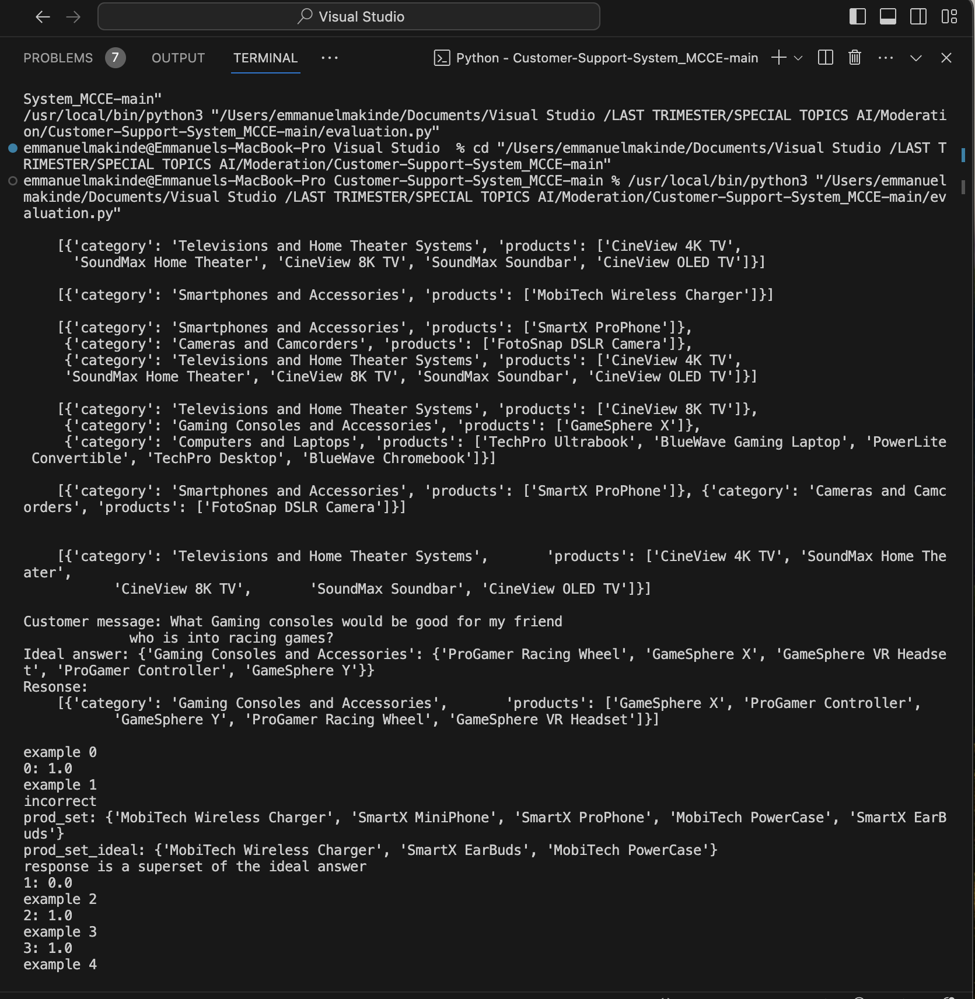 Visual Studio
PROBLEMS 7 OUTPUT TERMINAL ··· Python - Customer-Support-System_MCCE-main
System_MCCE-main"
/usr/local/bin/python3 "/Users/emmanuelmakinde/Documents/Visual Studio /LAST TRIMESTER/SPECIAL TOPICS AI/Moderati
on/Customer-Support-System_MCCE-main/evaluation.py"
emmanuelmakinde@Emmanuels-MacBook-Pro Visual Studio  % cd "/Users/emmanuelmakinde/Documents/Visual Studio /LAST T
RIMESTER/SPECIAL TOPICS AI/Moderation/Customer-Support-System_MCCE-main"
emmanuelmakinde@Emmanuels-MacBook-Pro Customer-Support-System_MCCE-main % /usr/local/bin/python3 "/Users/emmanuel
makinde/Documents/Visual Studio /LAST TRIMESTER/SPECIAL TOPICS AI/Moderation/Customer-Support-System_MCCE-main/ev
aluation.py"
[{'category': 'Televisions and Home Theater Systems', 'products': ['CineView 4K TV',
'SoundMax Home Theater', 'CineView 8K TV', 'SoundMax Soundbar', 'CineView OLED TV']}]
[{'category': 'Smartphones and Accessories', 'products': ['MobiTech Wireless Charger']}]
[{'category': 'Smartphones and Accessories', 'products': ['SmartX ProPhone']},
{'category': 'Cameras and Camcorders', 'products': ['FotoSnap DSLR Camera']},
{'category': 'Televisions and Home Theater Systems', 'products': ['CineView 4K TV',
'SoundMax Home Theater', 'CineView 8K TV', 'SoundMax Soundbar', 'CineView OLED TV']}]
[{'category': 'Televisions and Home Theater Systems', 'products': ['CineView 8K TV']},
{'category': 'Gaming Consoles and Accessories', 'products': ['GameSphere X']},
{'category': 'Computers and Laptops', 'products': ['TechPro Ultrabook', 'BlueWave Gaming Laptop', 'PowerLite
Convertible', 'TechPro Desktop', 'BlueWave Chromebook']}]
[{'category': 'Smartphones and Accessories', 'products': ['SmartX ProPhone']}, {'category': 'Cameras and Camc
orders', 'products': ['FotoSnap DSLR Camera']}]
[{'category': 'Televisions and Home Theater Systems',       'products': ['CineView 4K TV', 'SoundMax Home The
ater',
'CineView 8K TV',       'SoundMax Soundbar', 'CineView OLED TV']}]
Customer message: What Gaming consoles would be good for my friend
who is into racing games?
Ideal answer: {'Gaming Consoles and Accessories': {'ProGamer Racing Wheel', 'GameSphere X', 'GameSphere VR Headse
t', 'ProGamer Controller', 'GameSphere Y'}}
Resonse:
[{'category': 'Gaming Consoles and Accessories',       'products': ['GameSphere X', 'ProGamer Controller',
'GameSphere Y', 'ProGamer Racing Wheel', 'GameSphere VR Headset']}]
example 0
0: 1.0
example 1
incorrect
prod_set: {'MobiTech Wireless Charger', 'SmartX MiniPhone', 'SmartX ProPhone', 'MobiTech PowerCase', 'SmartX EarB
uds'}
prod_set_ideal: {'MobiTech Wireless Charger', 'SmartX EarBuds', 'MobiTech PowerCase'}
response is a superset of the ideal answer
1: 0.0
example 2
2: 1.0
example 3
3: 1.0
example 4